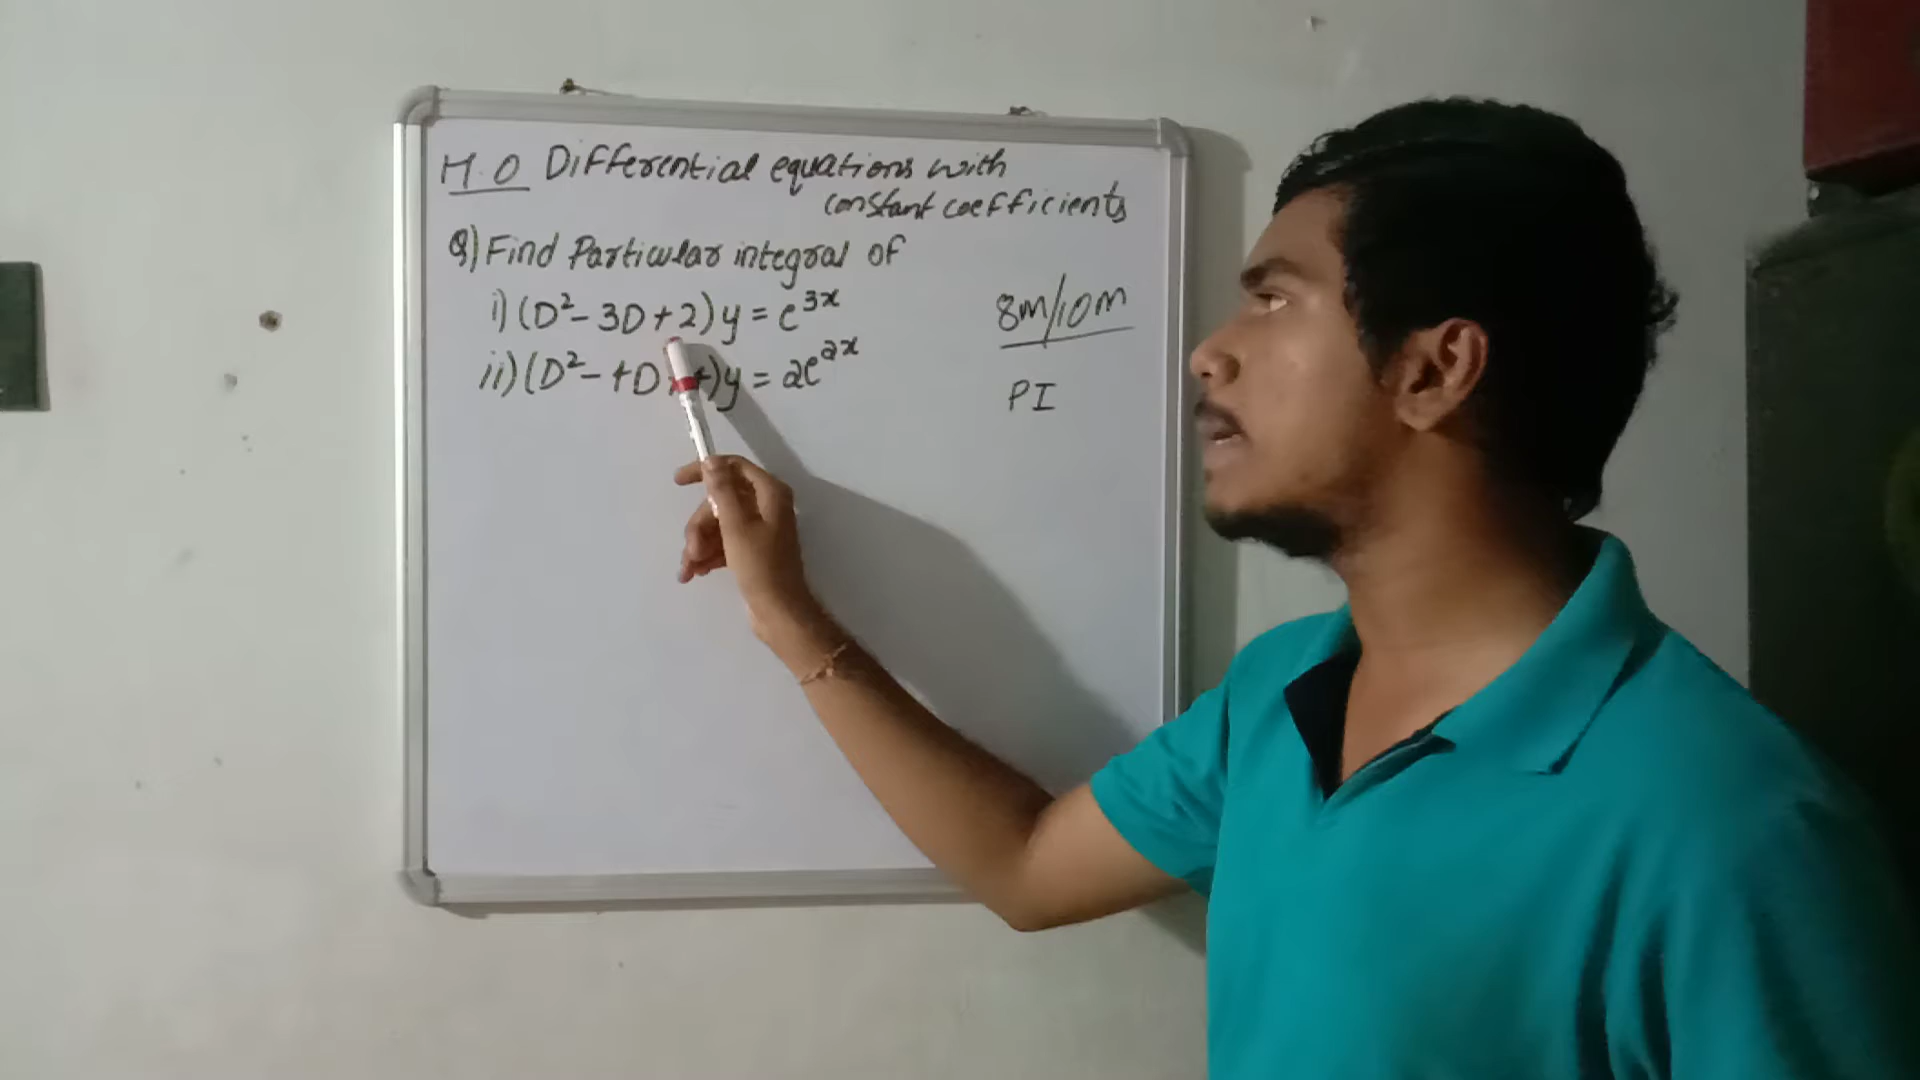 H.O Differential equations with
constant coefficients
Q) Find Particular integral of
i) (D² - 3D + 2) y = e^3x
ii) (D² - 4D + 4) y = 2e^2x
8m/10m
PI